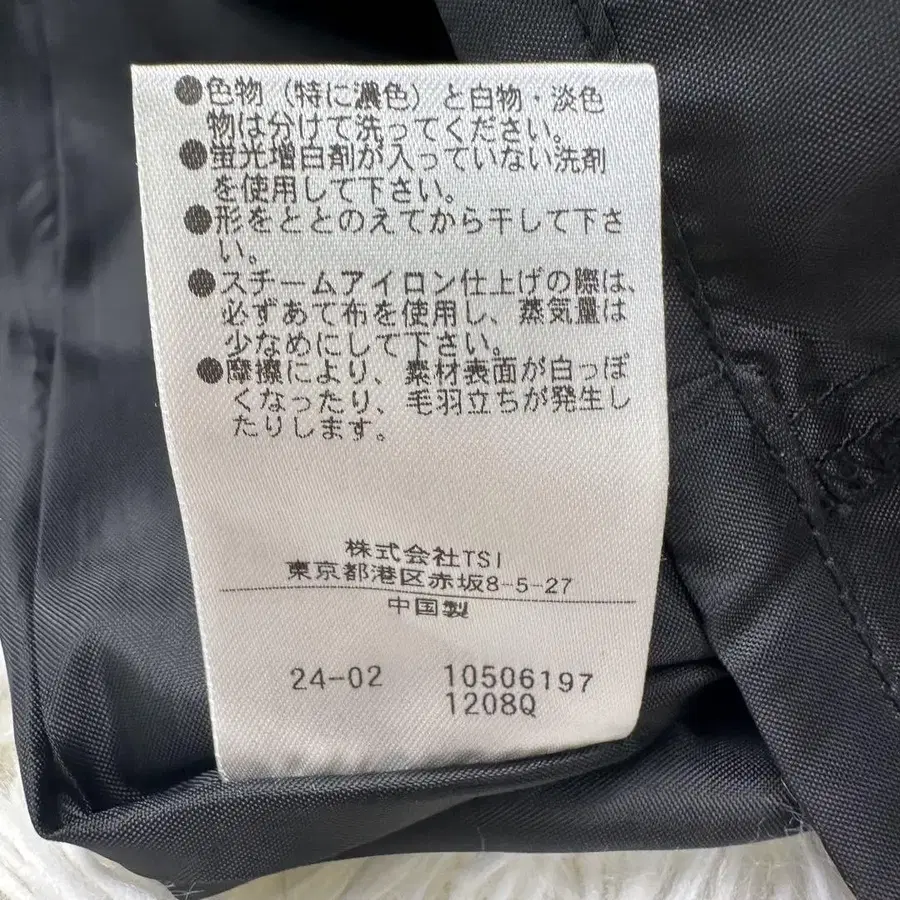 ●色物（特に濃色）と白物・淡色
物は分けて洗ってください。
●蛍光増白剤が入っていない洗剤
を使用して下さい。
●形をととのえてから干して下さ
い。
●スチームアイロン仕上げの際は、
必ずあて布を使用し、蒸気量は
少なめにして下さい。
●摩擦により、素材表面が白っぽ
くなったり、毛羽立ちが発生し
たりします。
株式会社TSI
東京都港区赤坂8-5-27
中国製
24-02 10506197
1208Q